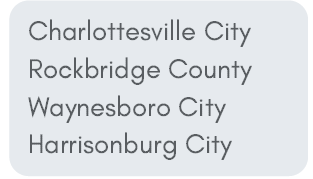 Charlottesville City
Rockbridge County
Waynesboro City
Harrisonburg City